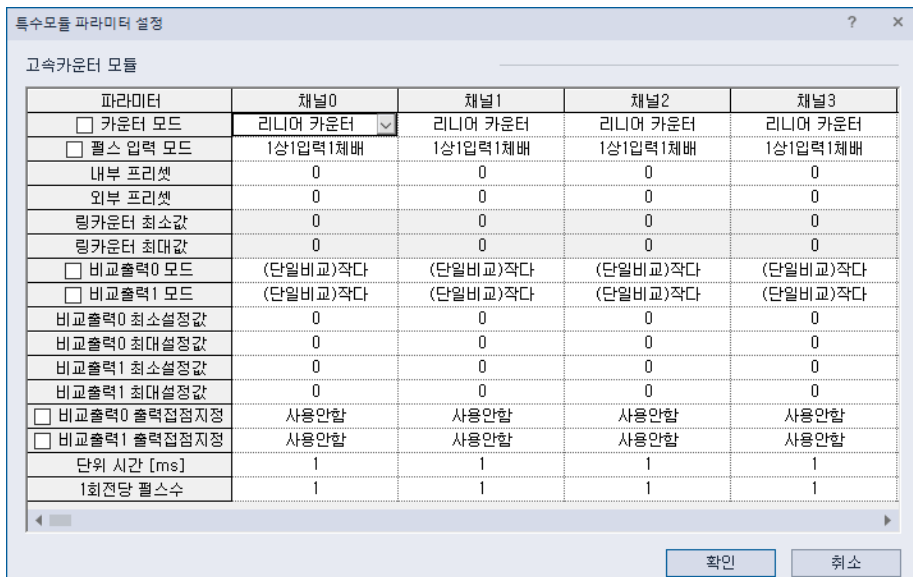 특수모듈 파라미터 설정 ? ×
고속카운터 모듈
파라미터 채널0 채널1 채널2 채널3
카운터 모드 리니어 카운터 리니어 카운터 리니어 카운터 리니어 카운터
펄스 입력 모드 1상1입력1체배 1상1입력1체배 1상1입력1체배 1상1입력1체배
내부 프리셋 0 0 0 0
외부 프리셋 0 0 0 0
링카운터 최소값 0 0 0 0
링카운터 최대값 0 0 0 0
비교출력0 모드 (단일비교)작다 (단일비교)작다 (단일비교)작다 (단일비교)작다
비교출력1 모드 (단일비교)작다 (단일비교)작다 (단일비교)작다 (단일비교)작다
비교출력0 최소설정값 0 0 0 0
비교출력0 최대설정값 0 0 0 0
비교출력1 최소설정값 0 0 0 0
비교출력1 최대설정값 0 0 0 0
비교출력0 출력접점지정 사용안함 사용안함 사용안함 사용안함
비교출력1 출력접점지정 사용안함 사용안함 사용안함 사용안함
단위 시간 [ms] 1 1 1 1
1회전당 펄스수 1 1 1 1
확인 취소